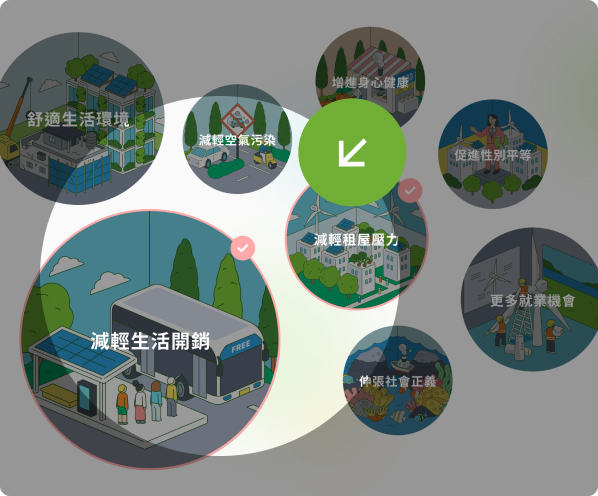 增進身心健康
舒適生活環境
減輕空氣污染
促進性別平等
減輕租屋壓力
更多就業機會
減輕生活開銷
FREE
伸張社會正義